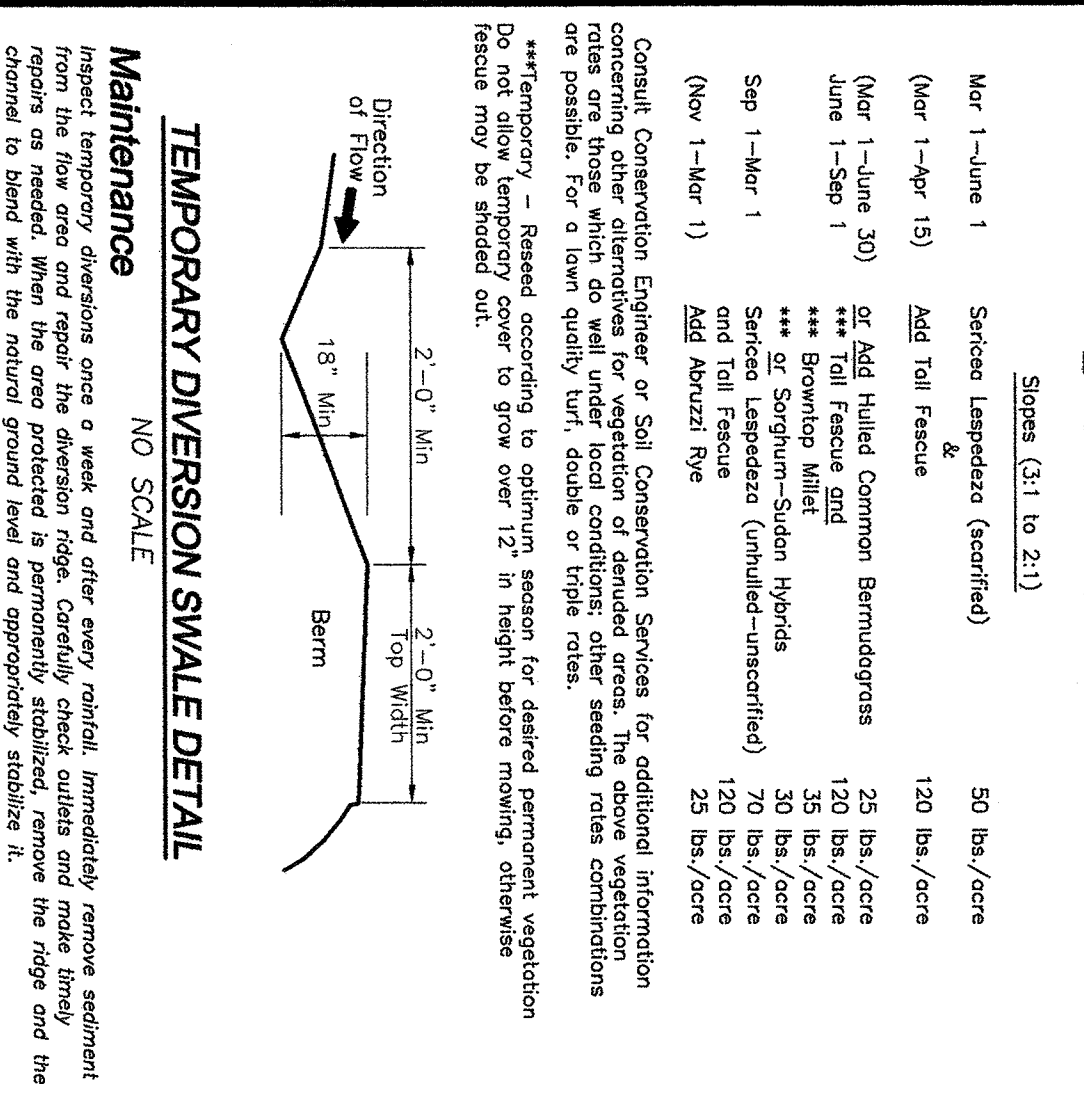 Slopes (3:1 to 2:1)
Mar 1-June 1 Sericea Lespedeza (scarified) 50 lbs./acre
&
(Mar 1-Apr 15) Add Tall Fescue 120 lbs./acre
(Mar 1-June 30) or Add Hulled Common Bermudagrass 25 lbs./acre
June 1-Sep 1 *** Tall Fescue and 120 lbs./acre
*** Browntop Millet 35 lbs./acre
*** or Sorghum-Sudan Hybrids 30 lbs./acre
Sep 1-Mar 1 Sericea Lespedeza (unhulled-unscarified) 70 lbs./acre
and Tall Fescue 120 lbs./acre
(Nov 1-Mar 1) Add Abruzzi Rye 25 lbs./acre
Consult Conservation Engineer or Soil Conservation Services for additional information
concerning other alternatives for vegetation of denuded areas. The above vegetation
rates are those which do well under local conditions; other seeding rates combinations
are possible. For a lawn quality turf, double or triple rates.
***Temporary - Reseed according to optimum season for desired permanent vegetation
Do not allow temporary cover to grow over 12" in height before mowing, otherwise
fescue may be shaded out.
Direction
of Flow
2'-0" Min
2'-0" Min
Top Width
18" Min
Berm
TEMPORARY DIVERSION SWALE DETAIL
NO SCALE
Maintenance
Inspect temporary diversions once a week and after every rainfall. Immediately remove sediment
from the flow area and repair the diversion ridge. Carefully check outlets and make timely
repairs as needed. When the area protected is permanently stabilized, remove the ridge and the
channel to blend with the natural ground level and appropriately stabilize it.